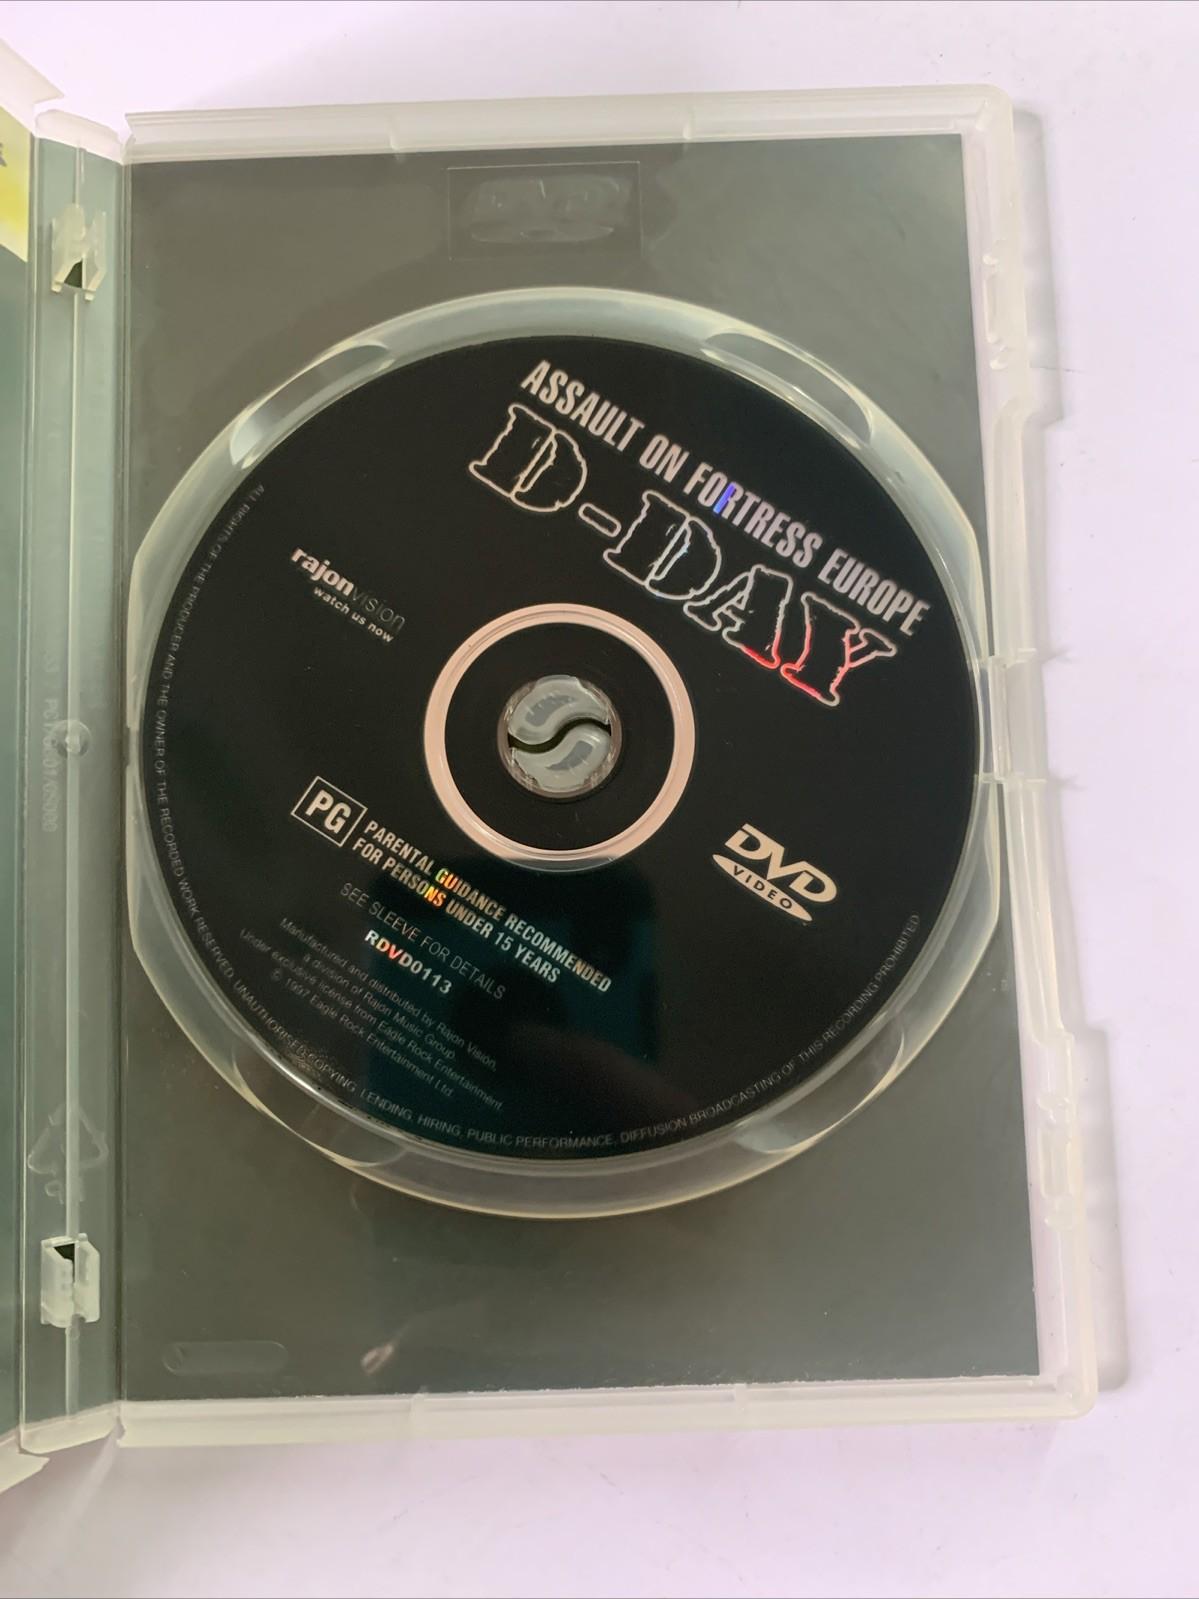 ASSAULT ON FORTRESS EUROPE
D-DAY
rajonvision
watch us now
DVD
VIDEO
PG
PARENTAL GUIDANCE RECOMMENDED
FOR PERSONS UNDER 15 YEARS
SEE SLEEVE FOR DETAILS
RDVD0113
Manufactured and distributed by Rajon Vision,
a division of Rajon Music Group.
Under exclusive license from Eagle Rock Entertainment.
© 1997 Eagle Rock Entertainment Ltd.
ALL RIGHTS OF THE PRODUCER AND THE OWNER OF THE RECORDED WORK RESERVED. UNAUTHORISED COPYING, LENDING, HIRING, PUBLIC PERFORMANCE, DIFFUSION BROADCASTING OF THIS RECORDING PROHIBITED
DVD